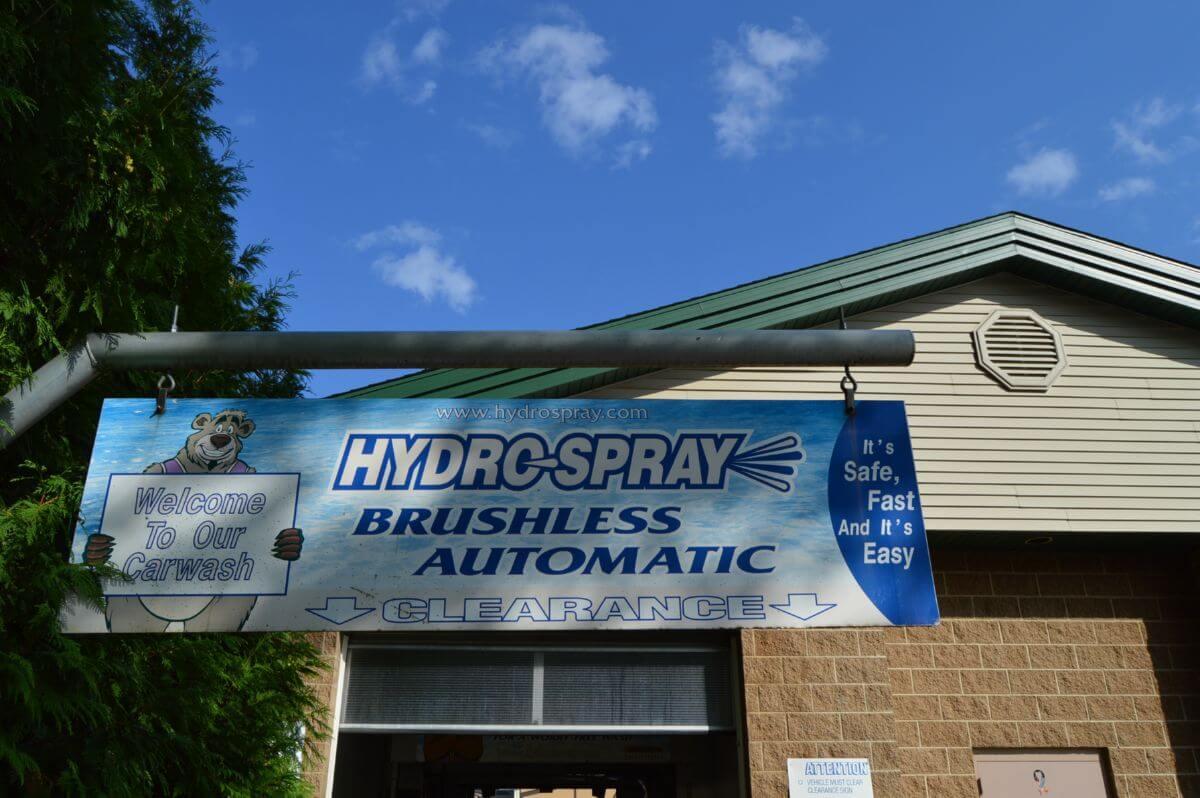 www.hydrospray.com
HYDRO-SPRAY
BRUSHLESS
AUTOMATIC
CLEARANCE
Welcome
To Our
Carwash
It's
Safe,
Fast
And It's
Easy
ATTENTION
VEHICLE MUST CLEAR
CLEARANCE SIGN